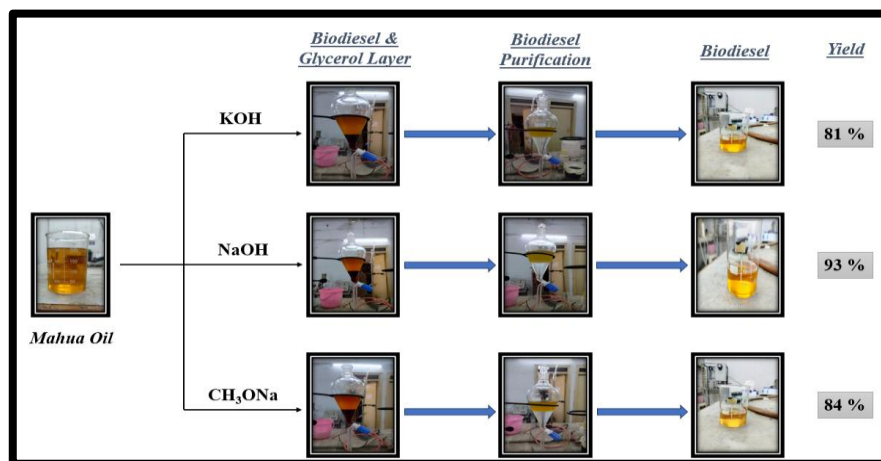 Biodiesel &
Glycerol Layer
Biodiesel
Purification
Biodiesel
Yield
KOH
81 %
Mahua Oil
NaOH
93 %
CH₃ONa
84 %